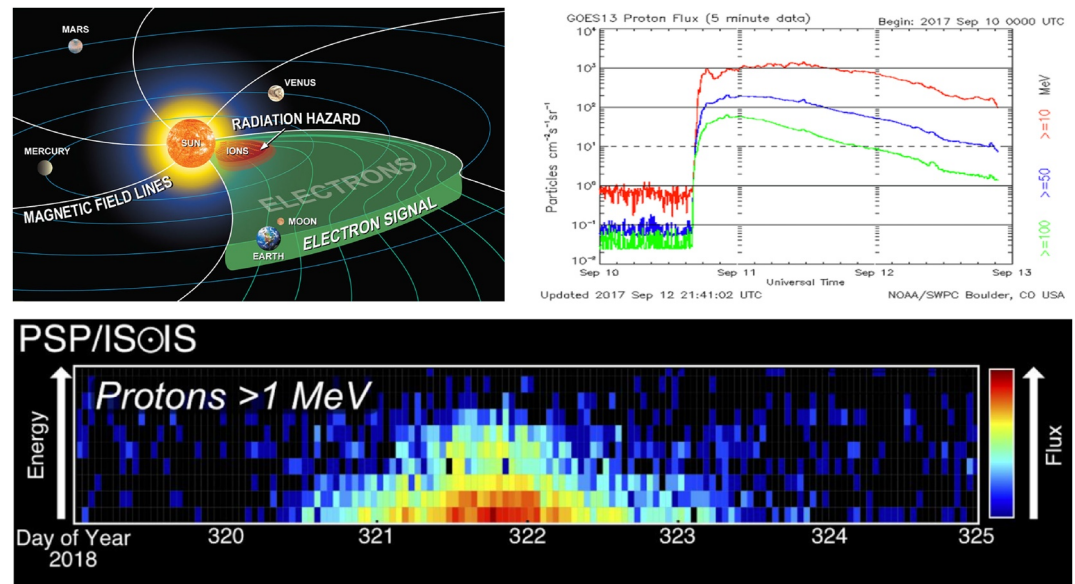 MARS
VENUS
RADIATION HAZARD
SUN
IONS
MERCURY
MAGNETIC FIELD LINES
ELECTRONS
MOON
ELECTRON SIGNAL
EARTH
GOES13 Proton Flux (5 minute data)
Begin: 2017 Sep 10 0000 UTC
Particles cm⁻²s⁻¹sr⁻¹
10⁴
10³
10²
10¹
10⁰
10⁻¹
10⁻²
MeV
>=10
>=50
>=100
Sep 10
Sep 11
Sep 12
Sep 13
Universal Time
Updated 2017 Sep 12 21:41:02 UTC
NOAA/SWPC Boulder, CO USA
PSP/IS⊙IS
Protons >1 MeV
Energy
Flux
Day of Year
2018
320
321
322
323
324
325